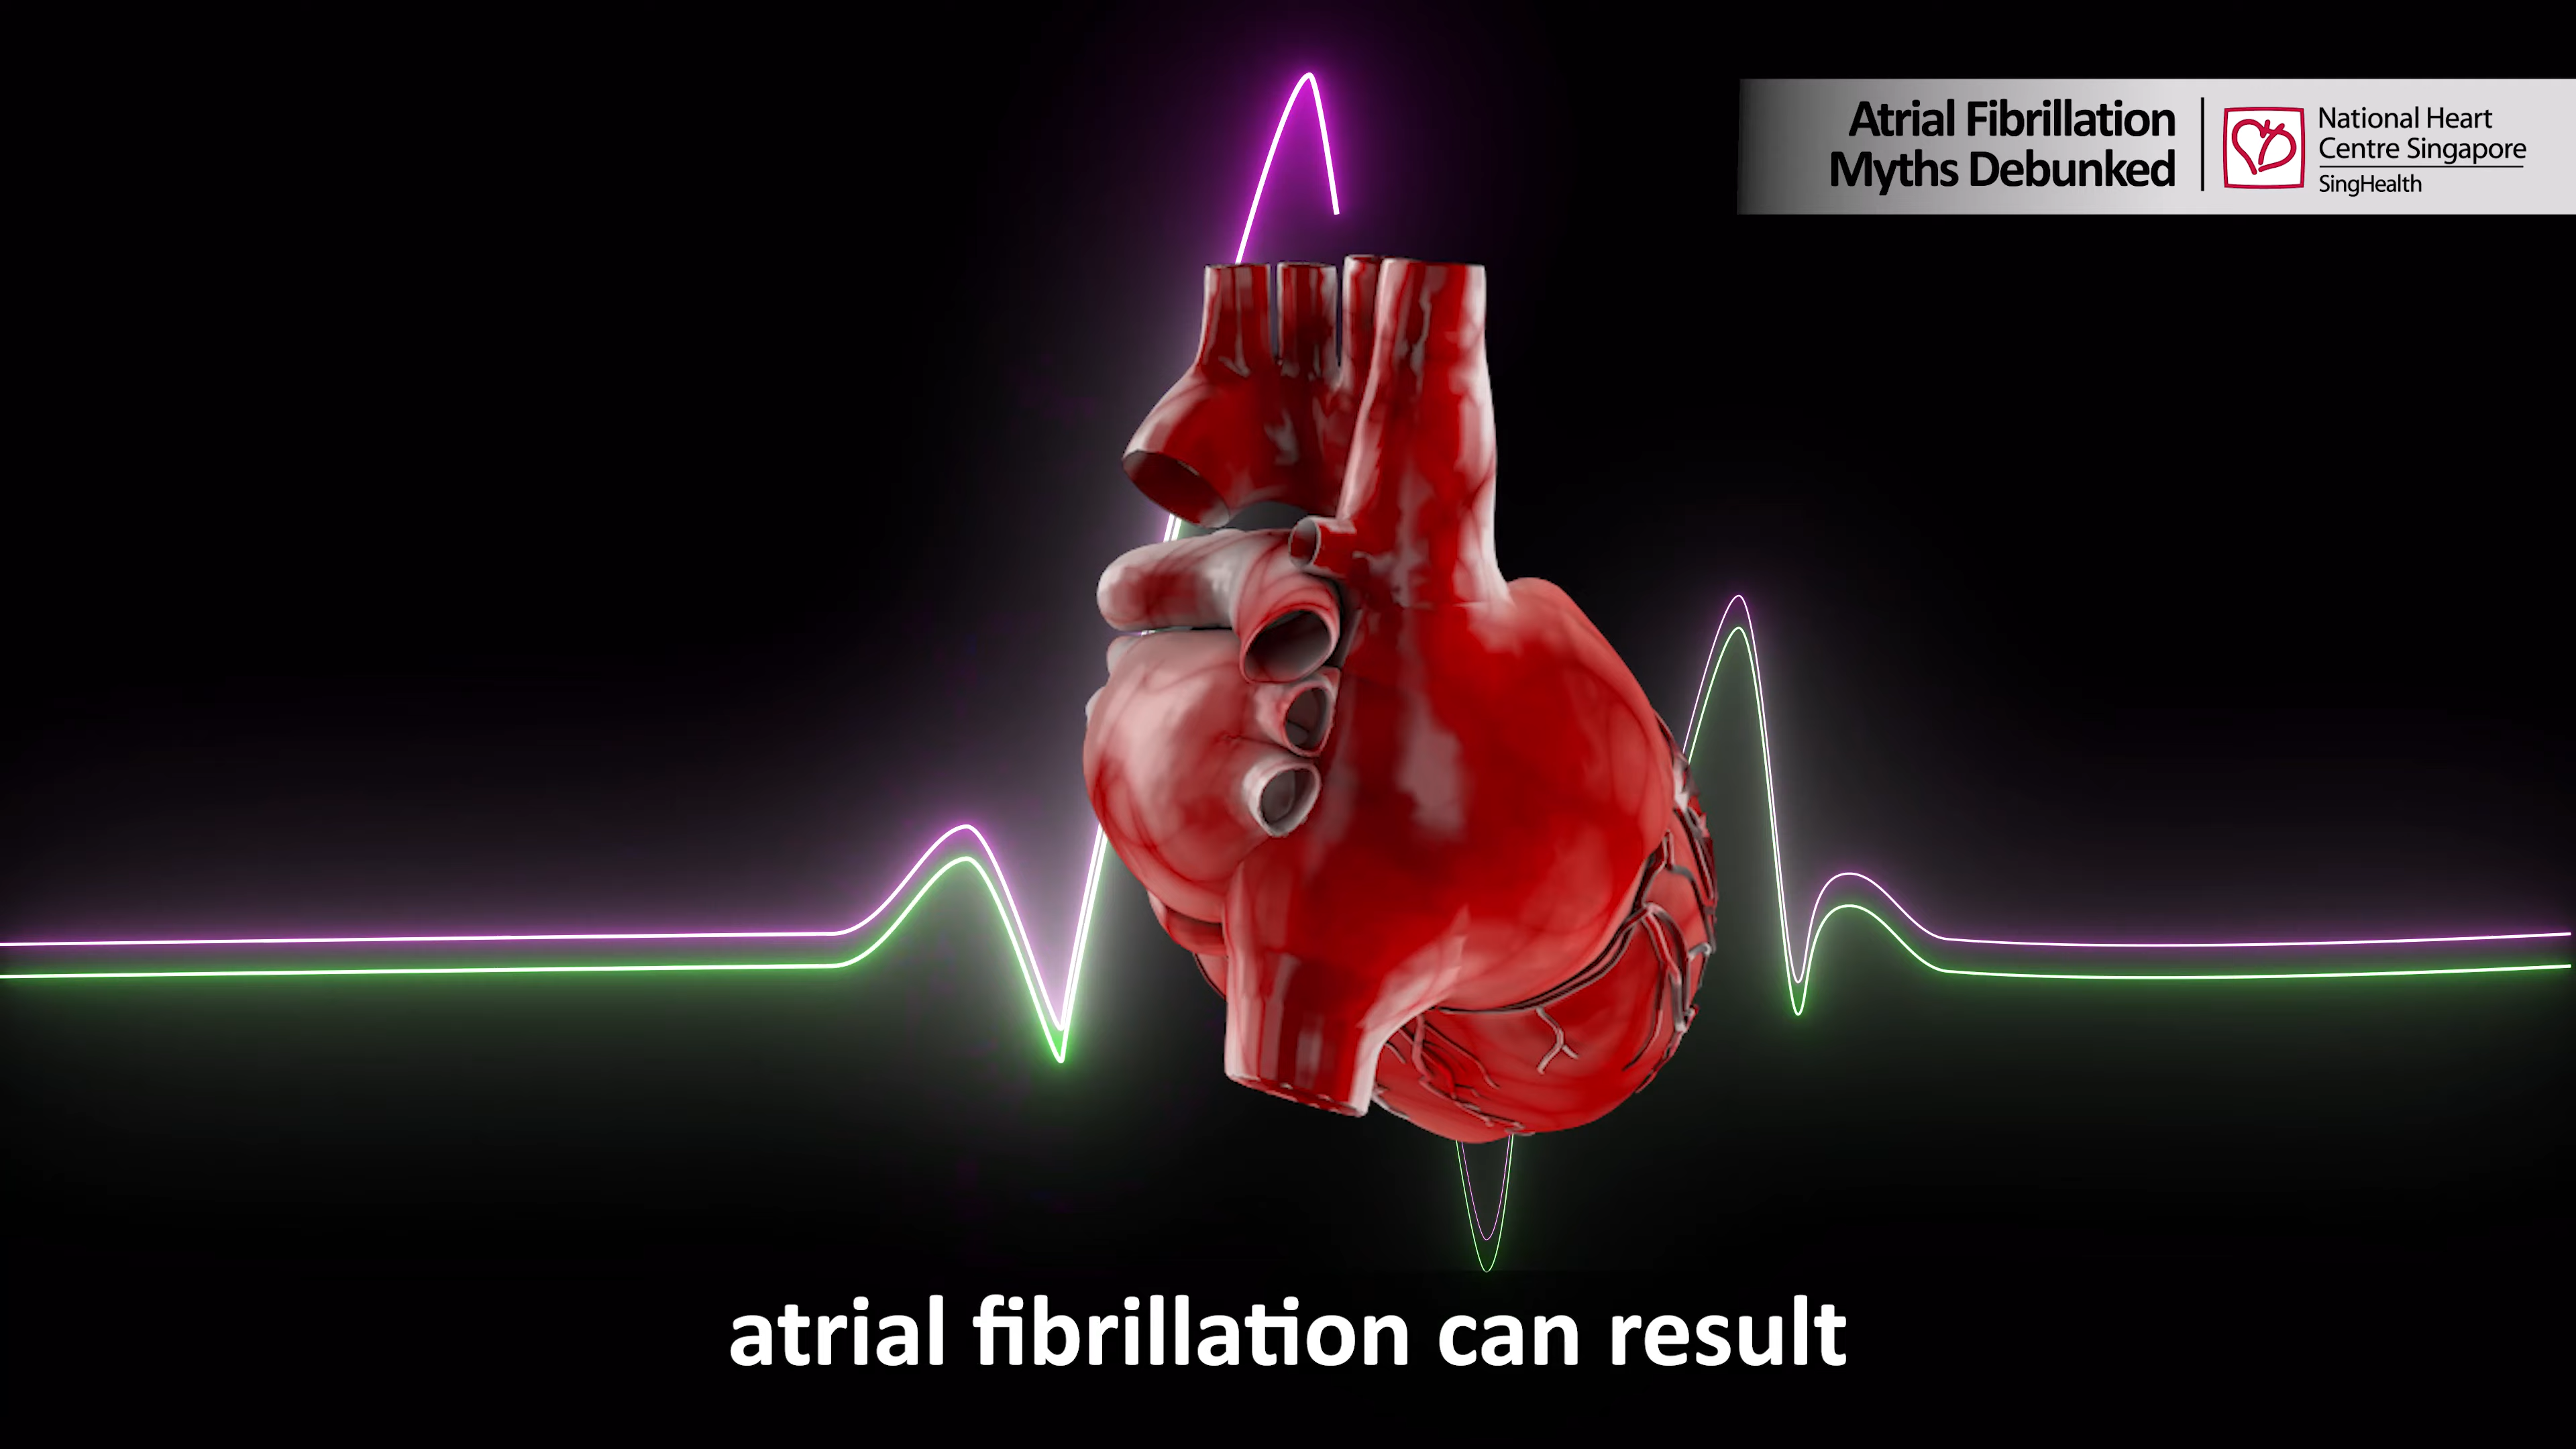 Atrial Fibrillation
Myths Debunked
National Heart
Centre Singapore
SingHealth
atrial fibrillation can result